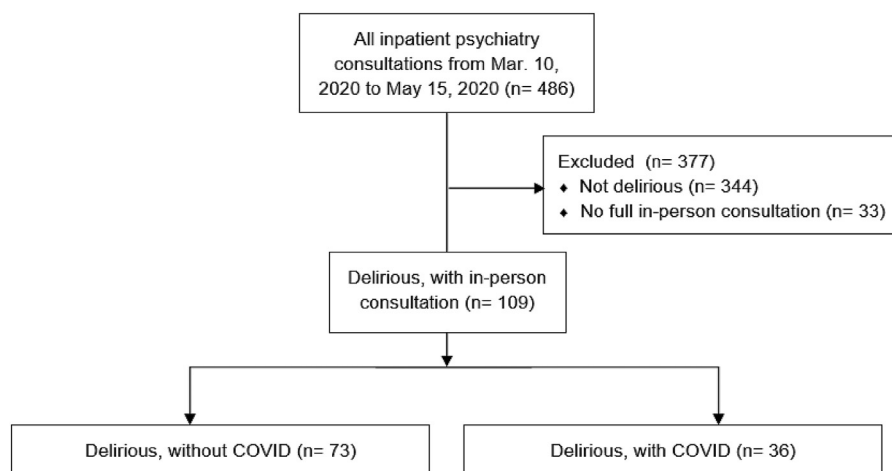 All inpatient psychiatry
consultations from Mar. 10,
2020 to May 15, 2020 (n= 486)
Excluded (n= 377)
♦ Not delirious (n= 344)
♦ No full in-person consultation (n= 33)
Delirious, with in-person
consultation (n= 109)
Delirious, without COVID (n= 73)
Delirious, with COVID (n= 36)